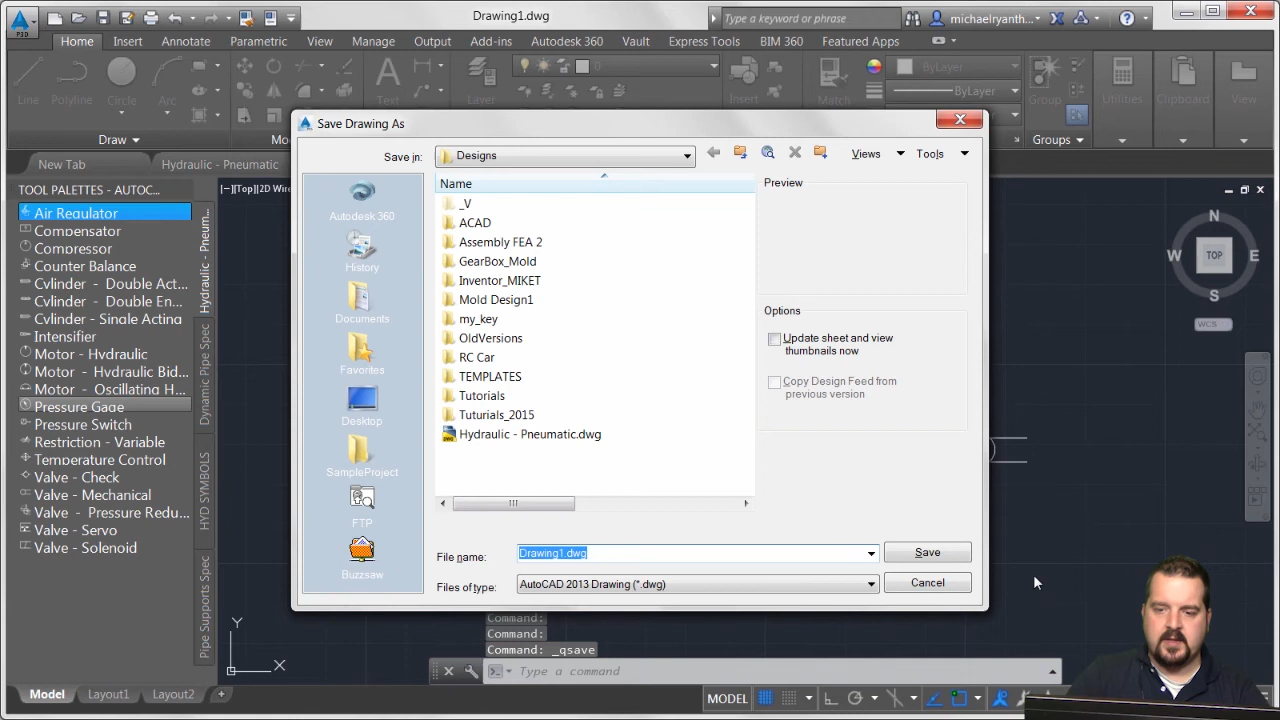 P3D
Drawing1.dwg
Type a keyword or phrase
michaelryanth...
Home
Insert
Annotate
Parametric
View
Manage
Output
Add-ins
Autodesk 360
Vault
Express Tools
BIM 360
Featured Apps
Line
Polyline
Circle
Arc
Text
Layer
0
Insert
Match
ByLayer
ByLayer
Group
Utilities
Clipboard
View
Draw
Groups
New Tab
Hydraulic - Pneumatic
TOOL PALETTES - AUTOC...
Air Regulator
Compensator
Compressor
Counter Balance
Cylinder - Double Act...
Cylinder - Double En...
Cylinder - Single Acting
Intensifier
Motor - Hydraulic
Motor - Hydraulic Bid...
Motor - Oscillating H...
Pressure Gage
Pressure Switch
Restriction - Variable
Temperature Control
Valve - Check
Valve - Mechanical
Valve - Pressure Redu...
Valve - Servo
Valve - Solenoid
Hydraulic - Pneum...
Dynamic Pipe Spec
HYD SYMBOLS
Pipe Supports Spec
[−][Top][2D Wire
Save Drawing As
Save in:
Designs
Views
Tools
Autodesk 360
History
Documents
Favorites
Desktop
SampleProject
FTP
Buzzsaw
Name
_V
ACAD
Assembly FEA 2
GearBox_Mold
Inventor_MIKET
Mold Design1
my_key
OldVersions
RC Car
TEMPLATES
Tutorials
Tuturials_2015
Hydraulic - Pneumatic.dwg
Preview
Options
Update sheet and view
thumbnails now
Copy Design Feed from
previous version
File name:
Drawing1.dwg
Save
Files of type:
AutoCAD 2013 Drawing (*.dwg)
Cancel
N
W
TOP
E
S
WCS
Y
X
Command:
Command:
Command: _qsave
Type a command
Model
Layout1
Layout2
MODEL